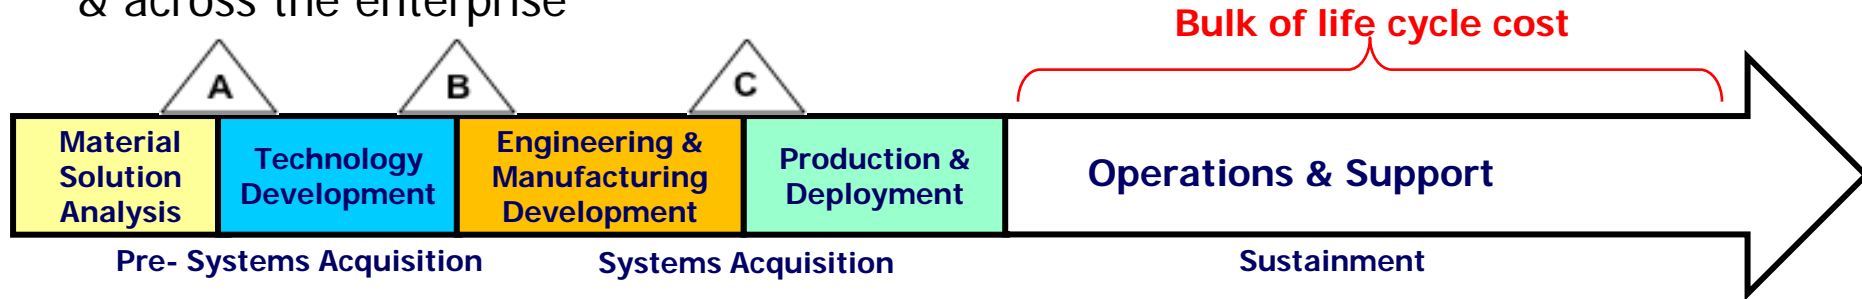 & across the enterprise
Bulk of life cycle cost
A
B
C
Material
Solution
Analysis
Technology
Development
Engineering &
Manufacturing
Development
Production &
Deployment
Operations & Support
Pre- Systems Acquisition
Systems Acquisition
Sustainment